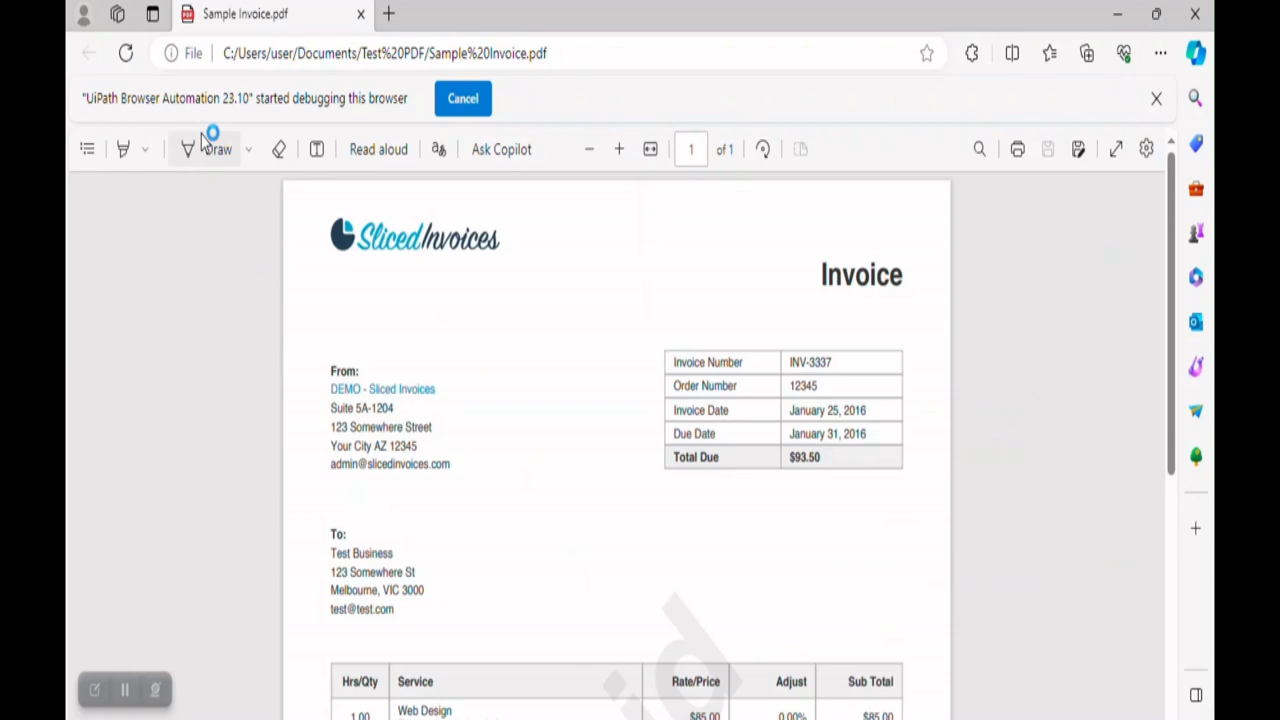 Sample Invoice.pdf
File C:/Users/user/Documents/Test%20PDF/Sample%20Invoice.pdf
"UiPath Browser Automation 23.10" started debugging this browser Cancel
Draw Read aloud aあ Ask Copilot 1 of 1
SlicedInvoices
Invoice
From:
DEMO - Sliced Invoices
Suite 5A-1204
123 Somewhere Street
Your City AZ 12345
admin@slicedinvoices.com
Invoice Number INV-3337
Order Number 12345
Invoice Date January 25, 2016
Due Date January 31, 2016
Total Due $93.50
To:
Test Business
123 Somewhere St
Melbourne, VIC 3000
test@test.com
Hrs/Qty Service Rate/Price Adjust Sub Total
1.00 Web Design $85.00 0.00% $85.00